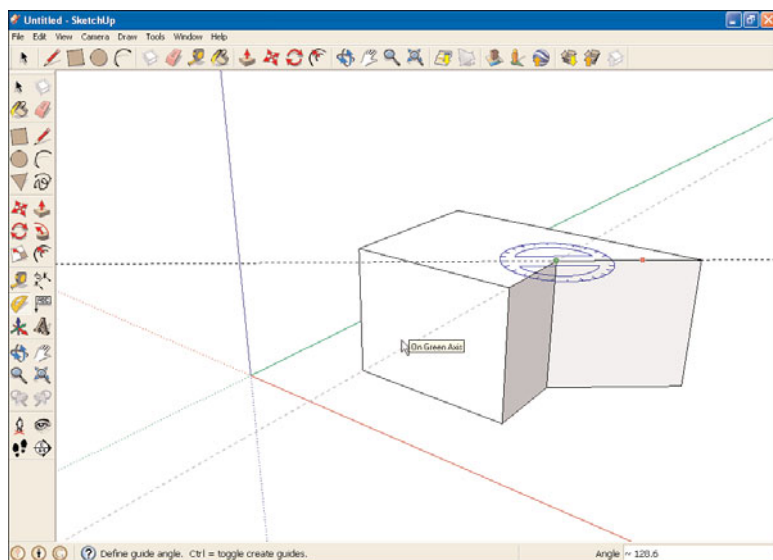 Untitled - SketchUp
File Edit View Camera Draw Tools Window Help
On Green Axis
Define guide angle. Ctrl = toggle create guides.
Angle ~ 128.6